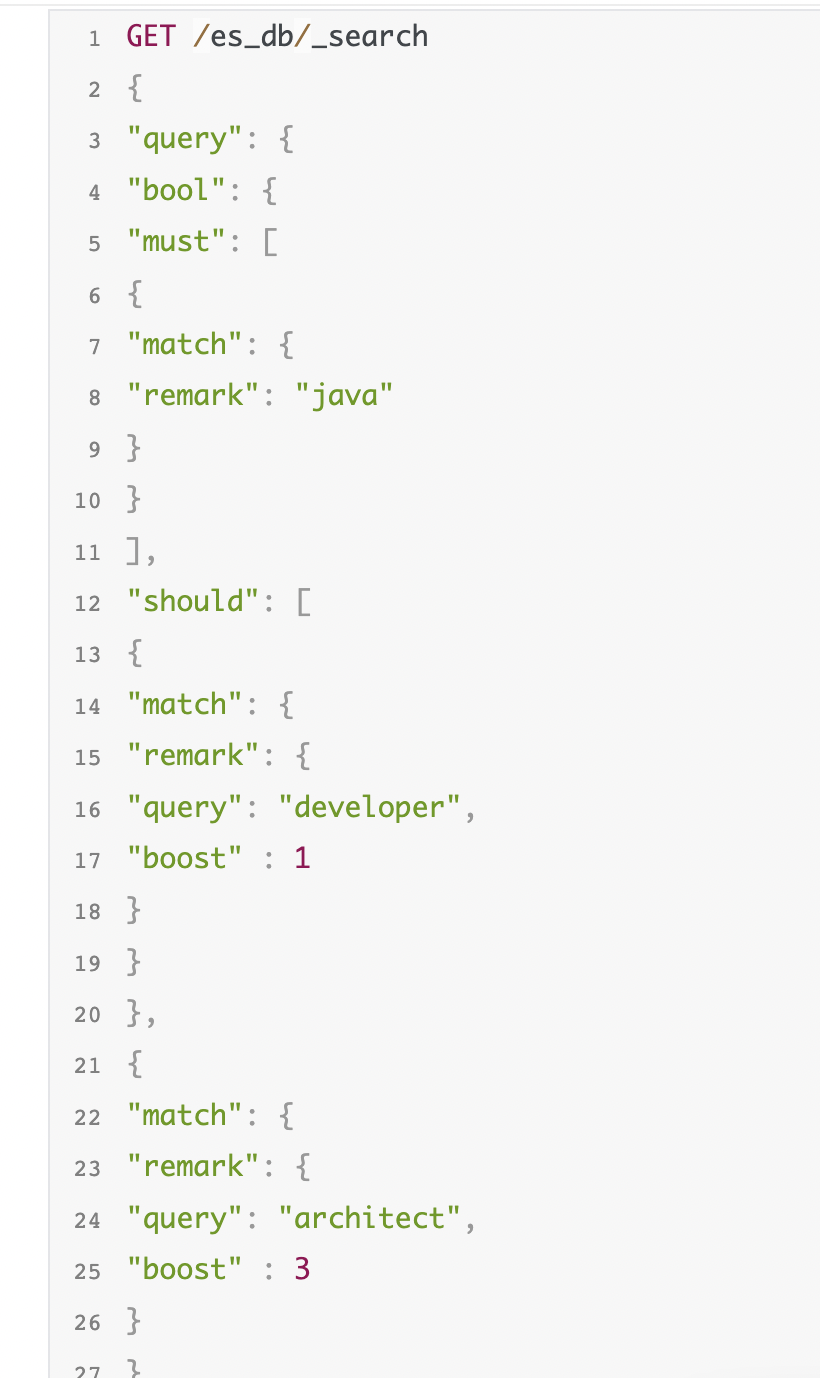 1 GET /es_db/_search
2 {
3 "query": {
4 "bool": {
5 "must": [
6 {
7 "match": {
8 "remark": "java"
9 }
10 }
11 ],
12 "should": [
13 {
14 "match": {
15 "remark": {
16 "query": "developer",
17 "boost" : 1
18 }
19 }
20 },
21 {
22 "match": {
23 "remark": {
24 "query": "architect",
25 "boost" : 3
26 }
27 }